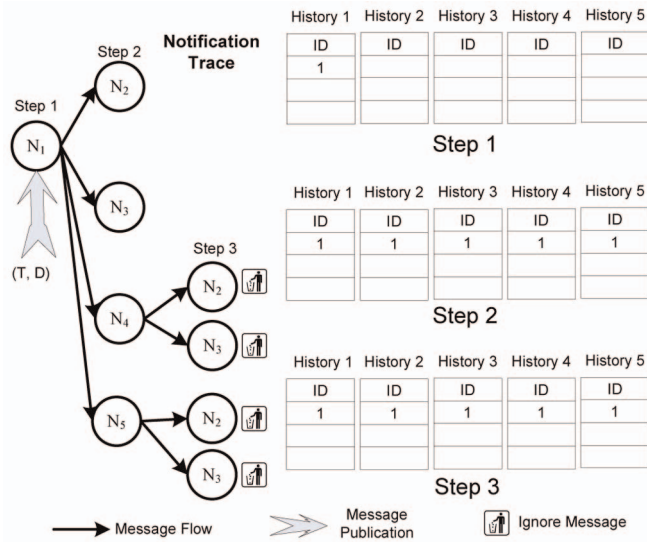 Notification
Trace
Step 1
Step 2
N1
N2
N3
(T, D)
Step 3
N4
N2
N3
N5
N2
N3
History 1 History 2 History 3 History 4 History 5
ID ID ID ID ID
1
Step 1
History 1 History 2 History 3 History 4 History 5
ID ID ID ID ID
1 1 1 1 1
Step 2
History 1 History 2 History 3 History 4 History 5
ID ID ID ID ID
1 1 1 1 1
Step 3
Message Flow
Message
Publication
Ignore Message